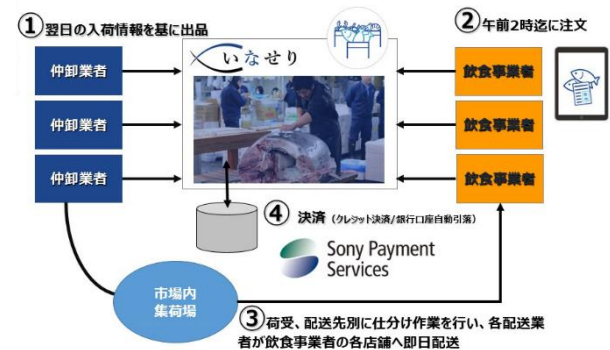 ①翌日の入荷情報を基に出品
②午前2時迄に注文
いなせり
仲卸業者
仲卸業者
仲卸業者
飲食事業者
飲食事業者
飲食事業者
④ 決済（クレジット決済/銀行口座自動引落）
Sony Payment
Services
市場内
集荷場
③荷受、配送先別に仕分け作業を行い、各配送業
者が飲食事業者の各店舗へ即日配送